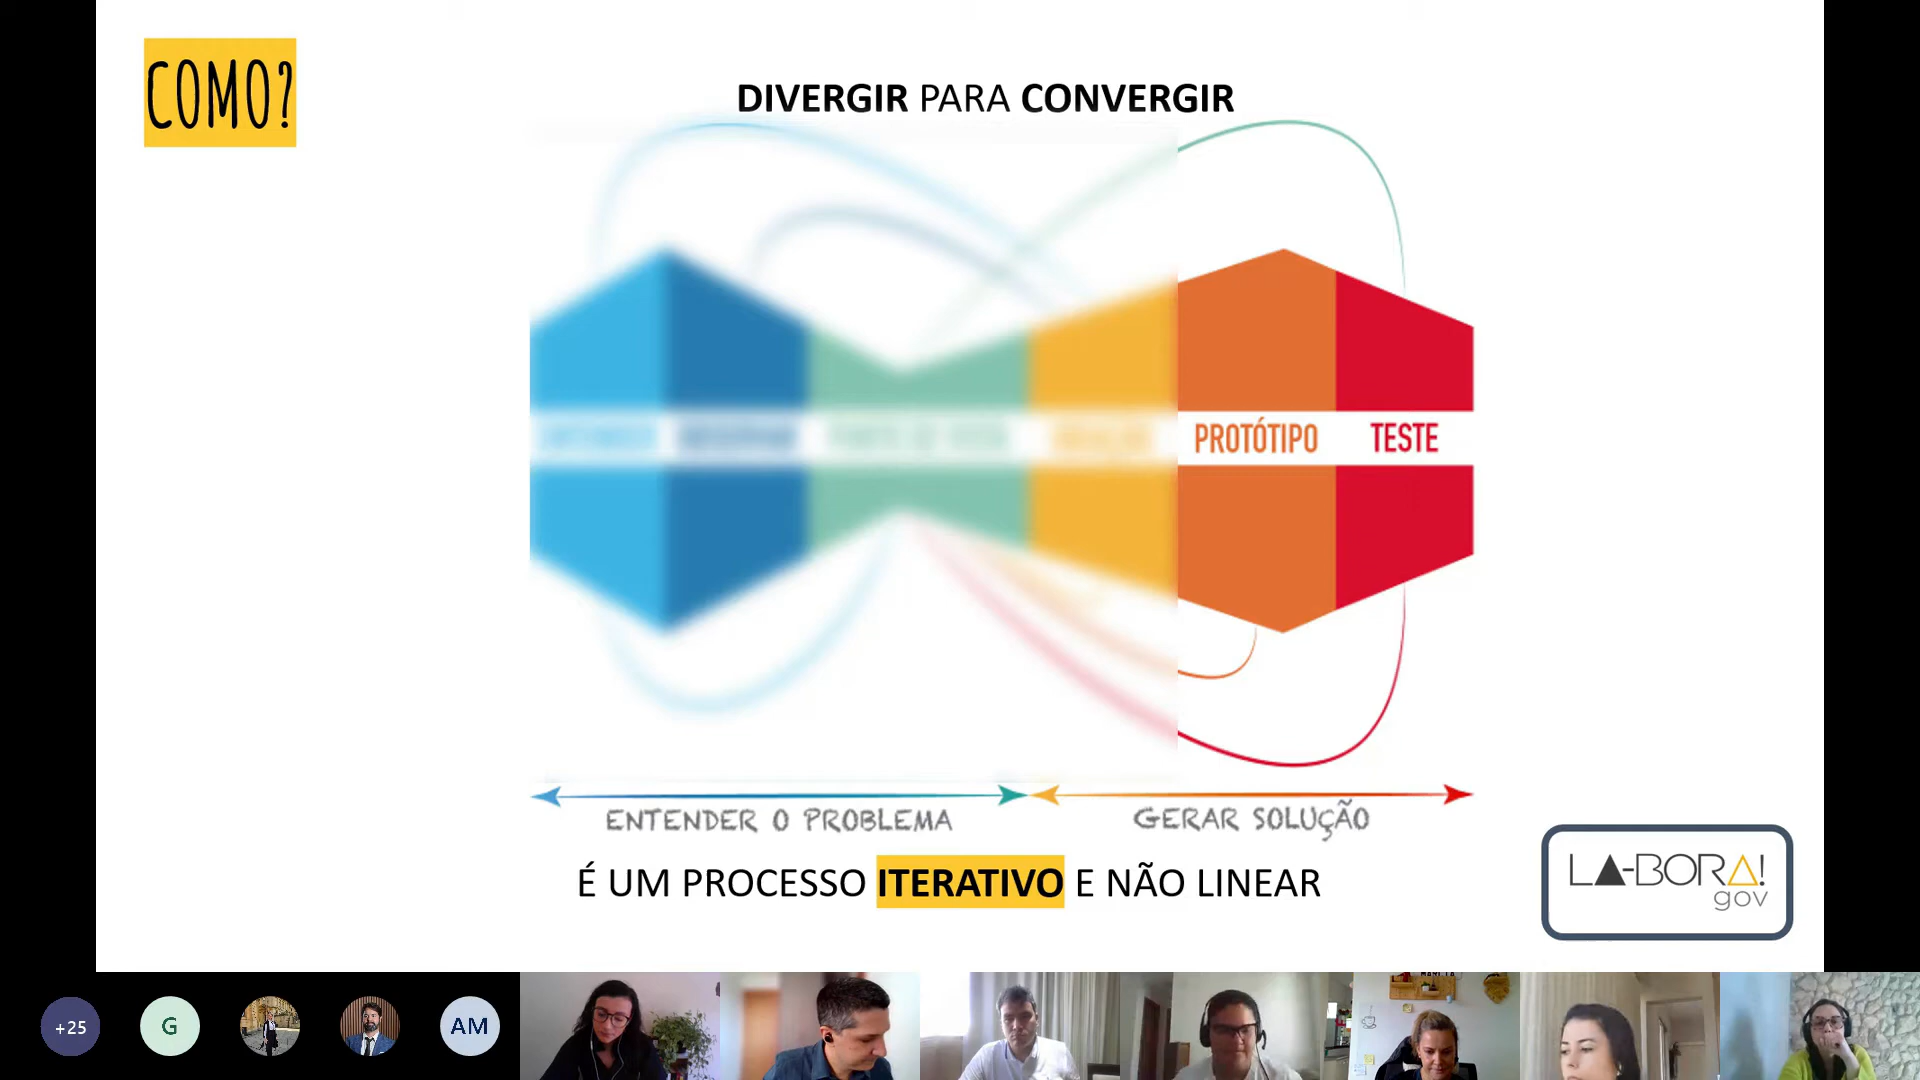 COMO?
DIVERGIR PARA CONVERGIR
PROTÓTIPO
TESTE
ENTENDER O PROBLEMA
GERAR SOLUÇÃO
É UM PROCESSO ITERATIVO E NÃO LINEAR
LA-BORA!
gov
+25
G
AM